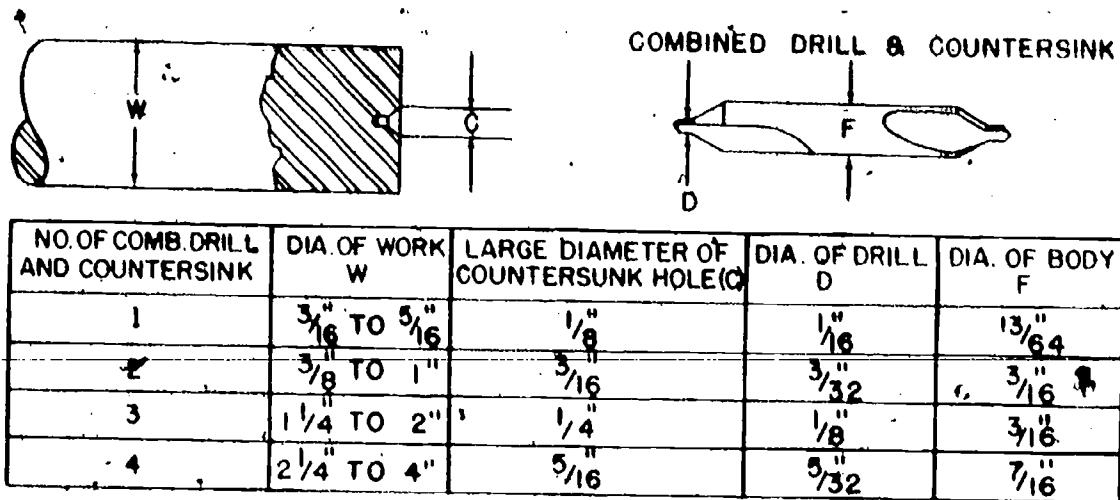 COMBINED DRILL & COUNTERSINK
W
C
F
D
NO. OF COMB. DRILL AND COUNTERSINK
DIA. OF WORK W
LARGE DIAMETER OF COUNTERSUNK HOLE (C)
DIA. OF DRILL D
DIA. OF BODY F
1 3/16" TO 5/16" 1/8" 1/16" 13/64"
2 3/8" TO 1" 3/16" 3/32" 3/16"
3 1 1/4" TO 2" 1/4" 1/8" 3/16"
4 2 1/4" TO 4" 5/16" 5/32" 7/16"